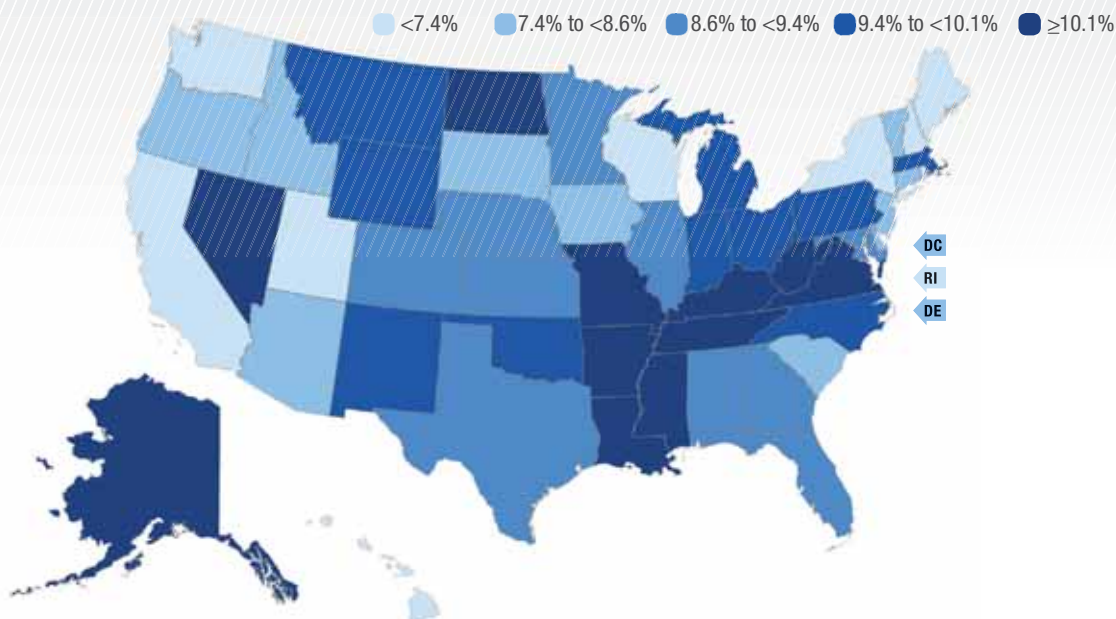 <7.4% 7.4% to <8.6% 8.6% to <9.4% 9.4% to <10.1% ≥10.1%
DC
RI
DE